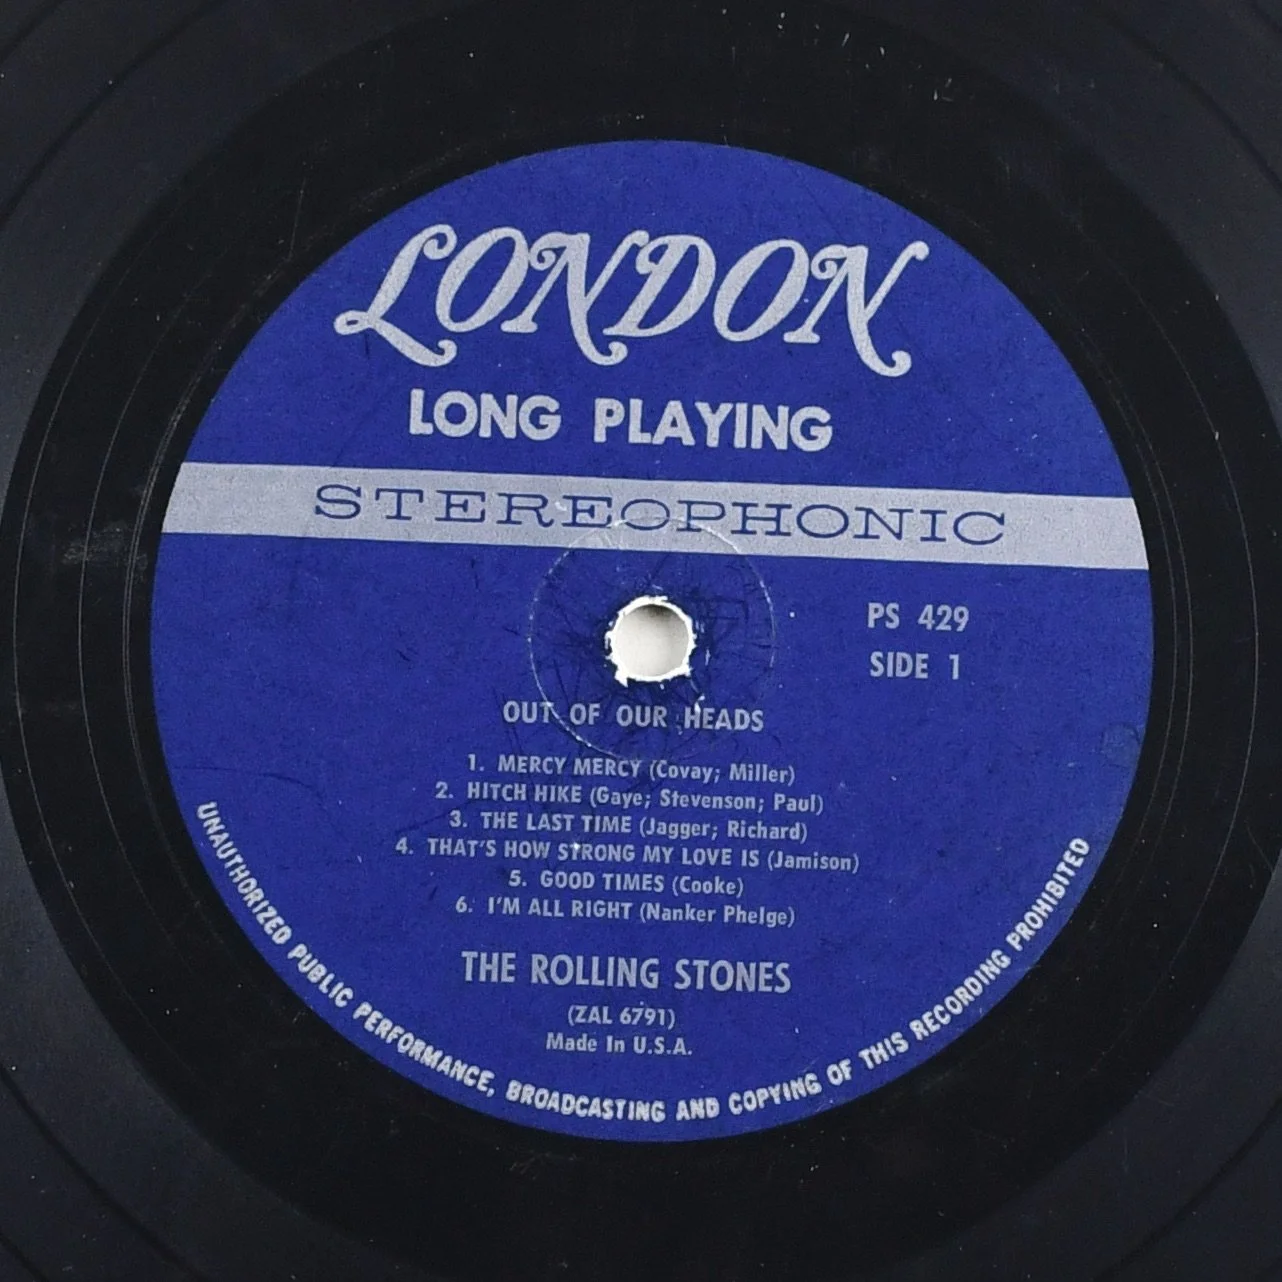 LONDON
LONG PLAYING
STEREOPHONIC
PS 429
SIDE 1
OUT OF OUR HEADS
1. MERCY MERCY (Covay; Miller)
2. HITCH HIKE (Gaye; Stevenson; Paul)
3. THE LAST TIME (Jagger; Richard)
4. THAT'S HOW STRONG MY LOVE IS (Jamison)
5. GOOD TIMES (Cooke)
6. I'M ALL RIGHT (Nanker Phelge)
THE ROLLING STONES
(ZAL 6791)
Made In U.S.A.
UNAUTHORIZED PUBLIC PERFORMANCE, BROADCASTING AND COPYING OF THIS RECORDING PROHIBITED